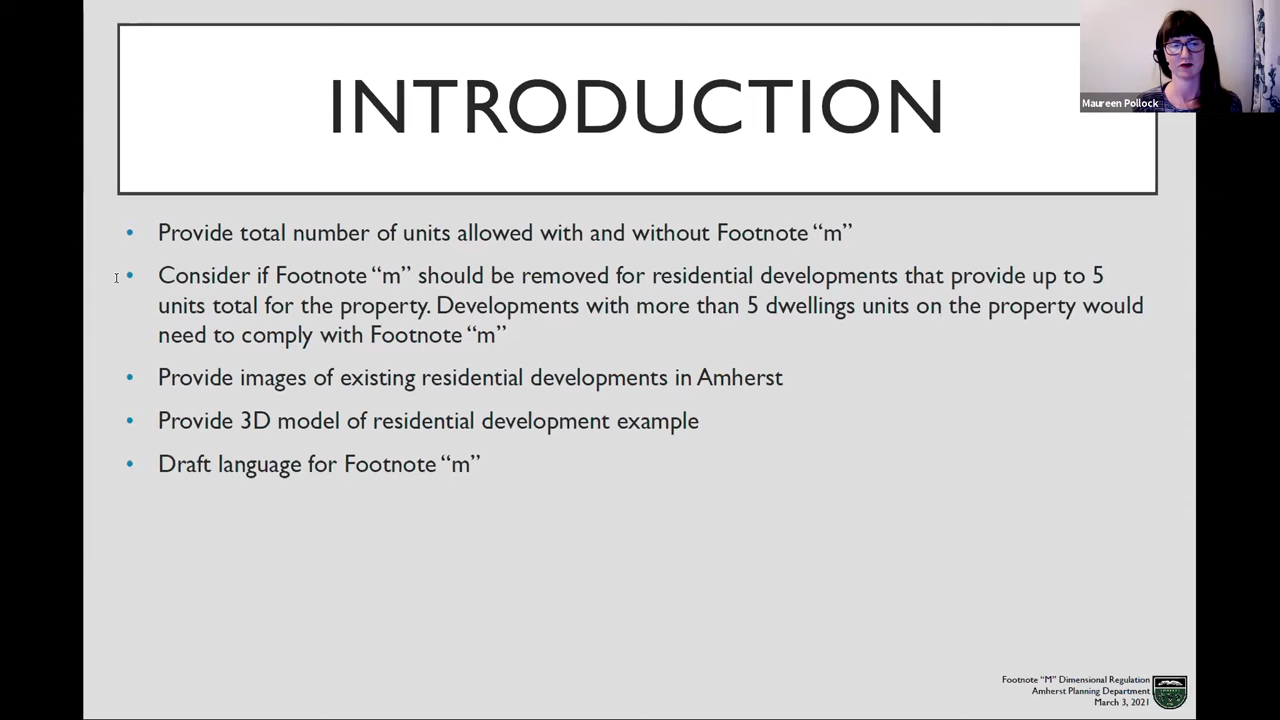 INTRODUCTION
Maureen Pollock
• Provide total number of units allowed with and without Footnote “m”
• Consider if Footnote “m” should be removed for residential developments that provide up to 5
units total for the property. Developments with more than 5 dwellings units on the property would
need to comply with Footnote “m”
• Provide images of existing residential developments in Amherst
• Provide 3D model of residential development example
• Draft language for Footnote “m”
Footnote “M” Dimensional Regulation
Amherst Planning Department
March 3, 2021